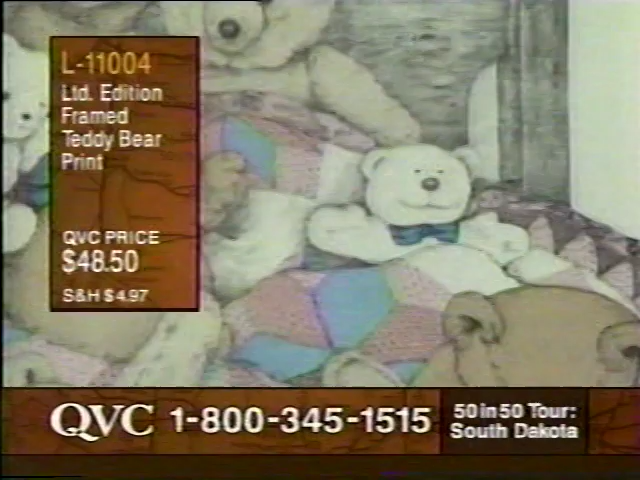 L-11004
Ltd. Edition
Framed
Teddy Bear
Print
QVC PRICE
$48.50
S&H $4.97
QVC 1-800-345-1515
50 in 50 Tour:
South Dakota